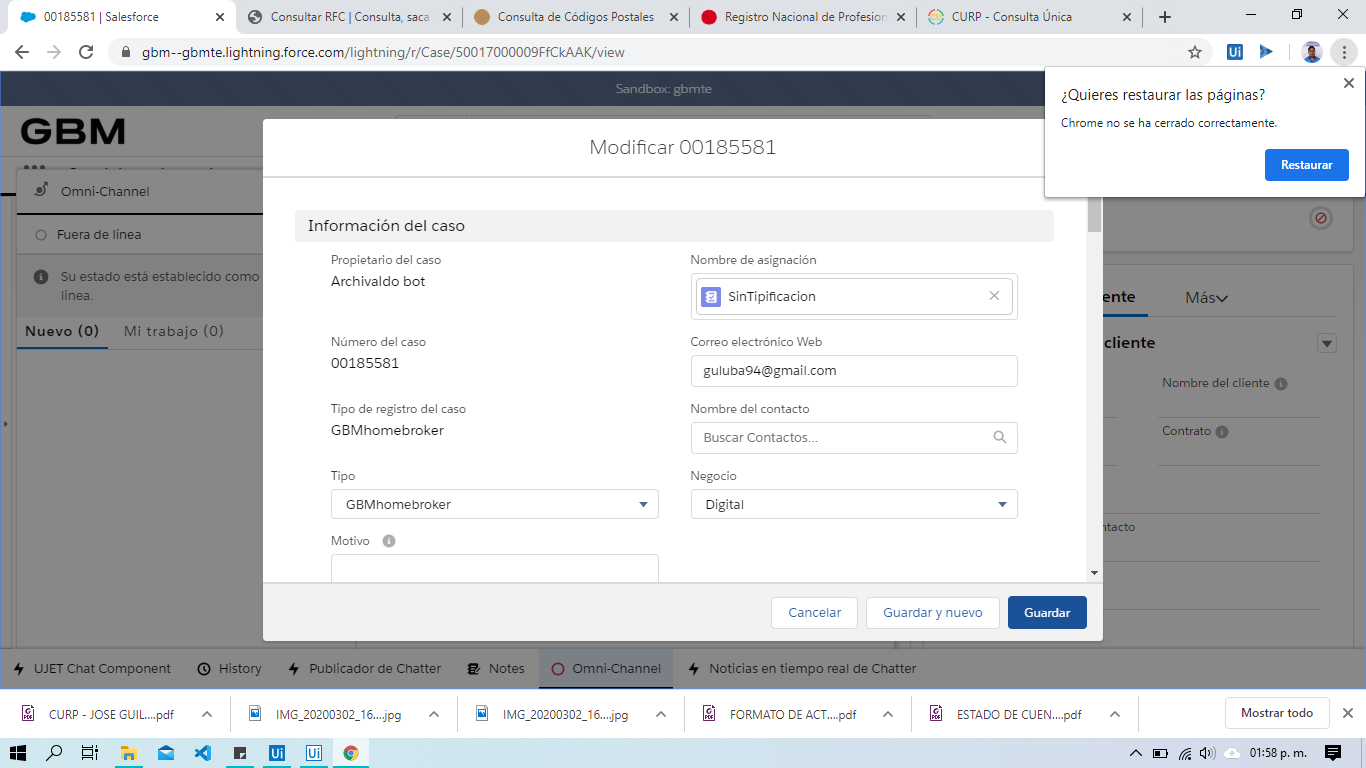 00185581 | Salesforce
Consultar RFC | Consulta, saca
Consulta de Códigos Postales
Registro Nacional de Profesion
CURP - Consulta Única
gbm--gbmte.lightning.force.com/lightning/r/Case/50017000009FfCkAAK/view
Sandbox: gbmte
¿Quieres restaurar las páginas?
Chrome no se ha cerrado correctamente.
Restaurar
GBM
Modificar 00185581
Omni-Channel
Fuera de línea
Su estado está establecido como
línea.
Nuevo (0) Mi trabajo (0)
Información del caso
Propietario del caso
Archivaldo bot
Nombre de asignación
SinTipificacion
Número del caso
00185581
Correo electrónico Web
guluba94@gmail.com
Tipo de registro del caso
GBMhomebroker
Nombre del contacto
Buscar Contactos...
Tipo
GBMhomebroker
Negocio
Digital
Motivo
Cancelar
Guardar y nuevo
Guardar
ente
Más
cliente
Nombre del cliente
Contrato
ntacto
UJET Chat Component
History
Publicador de Chatter
Notes
Omni-Channel
Noticias en tiempo real de Chatter
CURP - JOSE GUIL....pdf
IMG_20200302_16....jpg
IMG_20200302_16....jpg
FORMATO DE ACT....pdf
ESTADO DE CUEN....pdf
Mostrar todo
01:58 p. m.